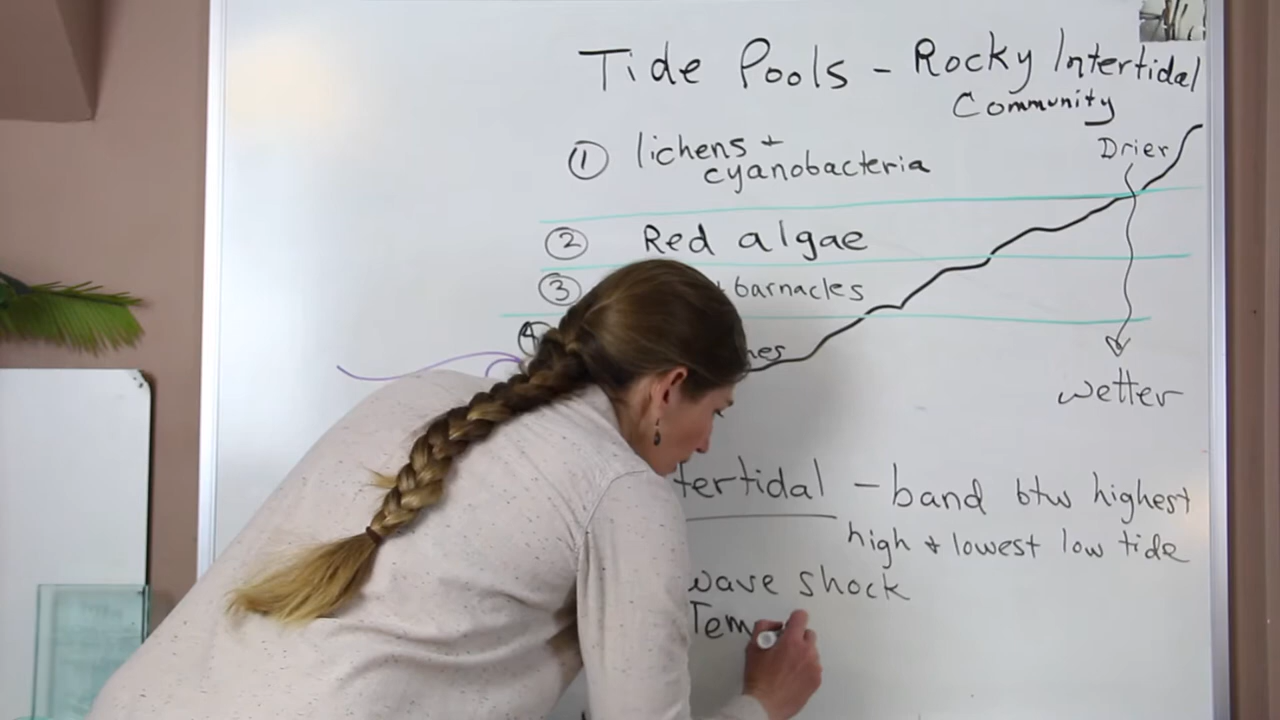 Tide Pools - Rocky Intertidal
Community
Drier
① lichens +
cyanobacteria
② Red algae
③ + barnacles
④
wetter
tertidal - band btw highest
high + lowest low tide
wave shock
Tem